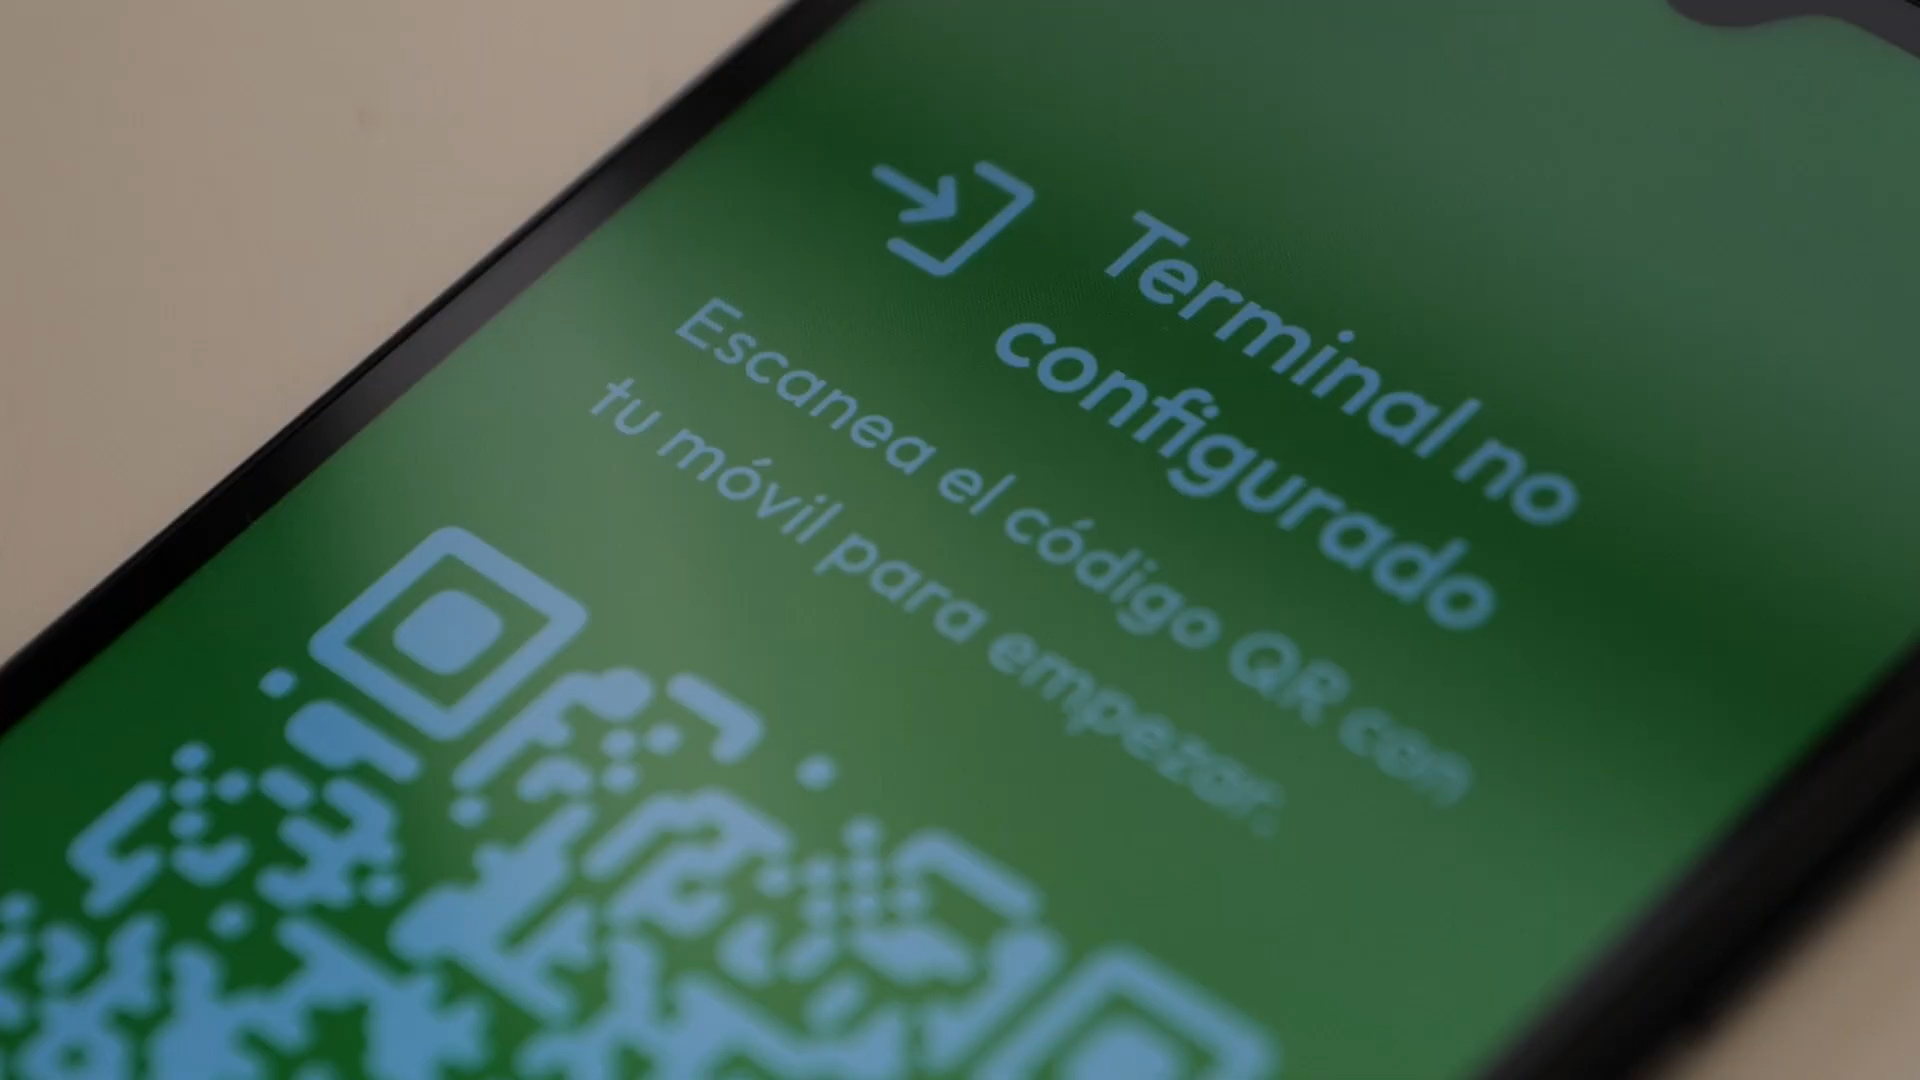 Terminal no
configurado
Escanea el código QR con
tu móvil para empezar.